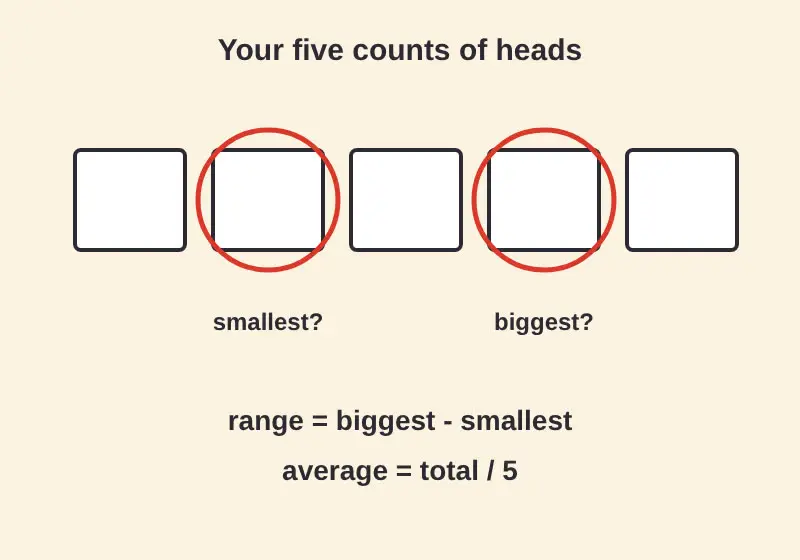 Your five counts of heads
smallest? biggest?
range = biggest - smallest
average = total / 5